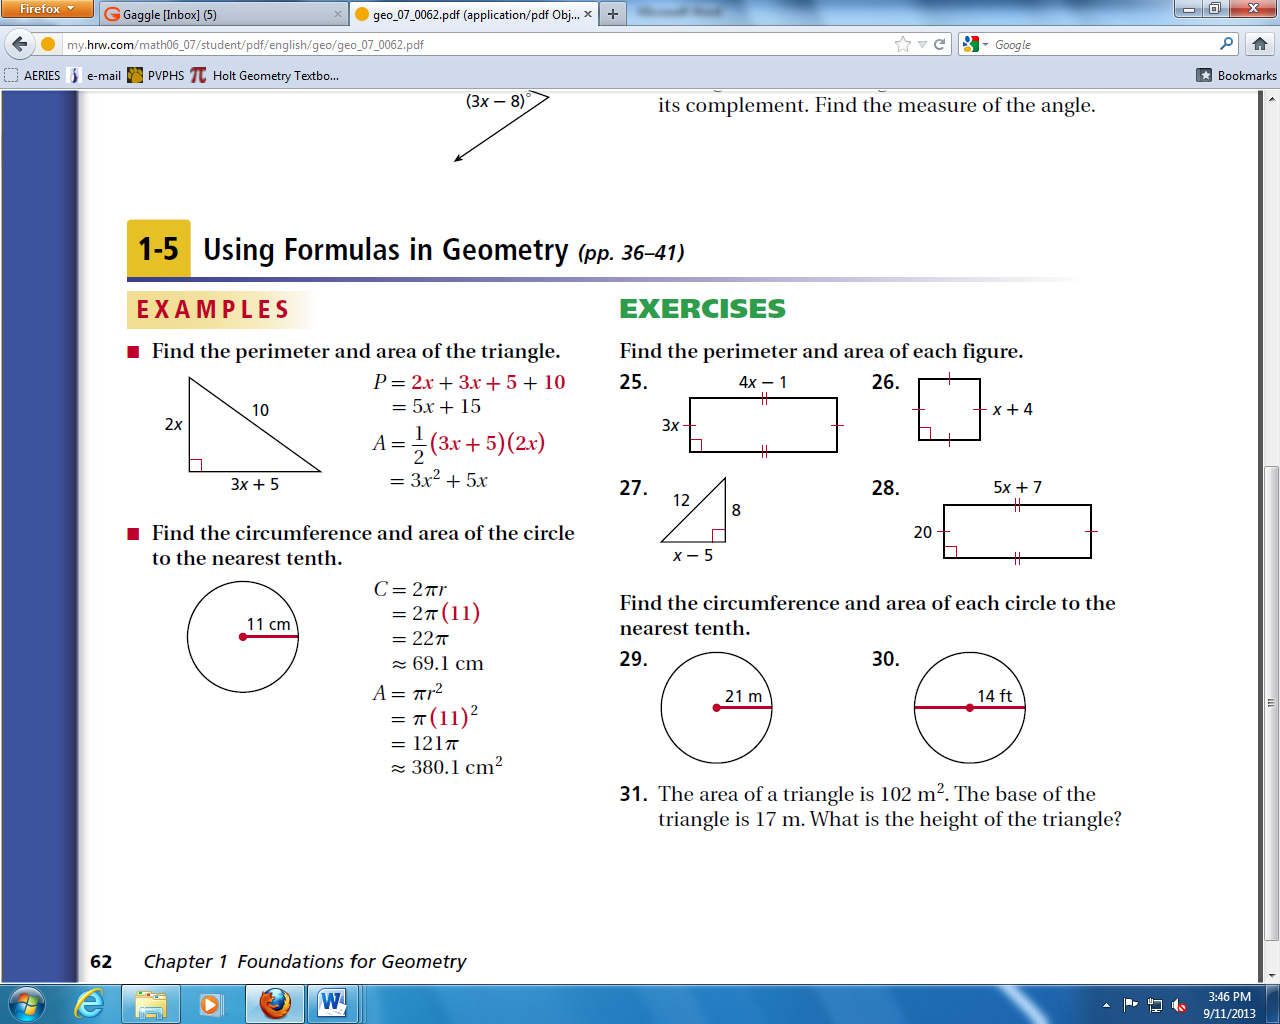 Firefox
Gaggle [Inbox] (5)
geo_07_0062.pdf (application/pdf Obj...
Microsoft Word
my.hrw.com/math06_07/student/pdf/english/geo/geo_07_0062.pdf
Google
AERIES
e-mail
PVPHS
Holt Geometry Textbo...
Bookmarks
(3x − 8)°
its complement. Find the measure of the angle.
1-5 Using Formulas in Geometry (pp. 36–41)
EXAMPLES
Find the perimeter and area of the triangle.
2x
10
3x + 5
P = 2x + 3x + 5 + 10
= 5x + 15
A = 1/2 (3x + 5)(2x)
= 3x² + 5x
Find the circumference and area of the circle
to the nearest tenth.
11 cm
C = 2πr
= 2π(11)
= 22π
≈ 69.1 cm
A = πr²
= π(11)²
= 121π
≈ 380.1 cm²
EXERCISES
Find the perimeter and area of each figure.
25.
4x − 1
3x
26.
x + 4
27.
12
8
x − 5
28.
5x + 7
20
Find the circumference and area of each circle to the
nearest tenth.
29.
21 m
30.
14 ft
31. The area of a triangle is 102 m². The base of the
triangle is 17 m. What is the height of the triangle?
62 Chapter 1 Foundations for Geometry
3:46 PM
9/11/2013